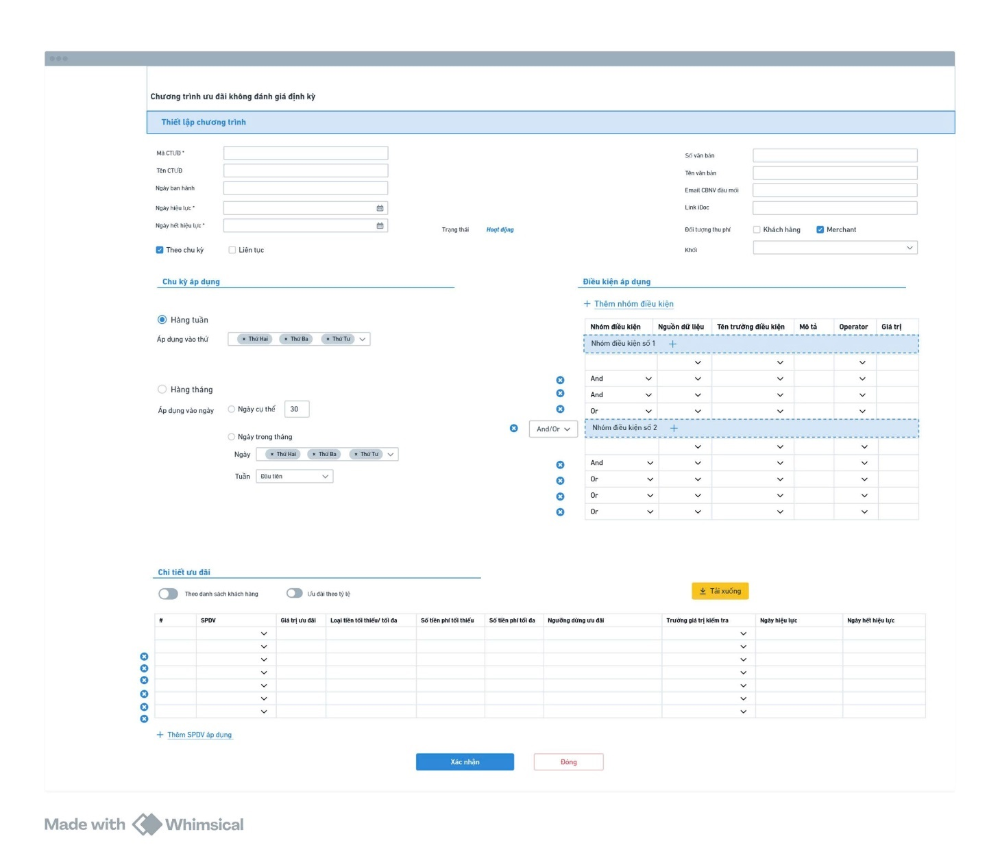 Chương trình ưu đãi không đánh giá định kỳ
Thiết lập chương trình
Mã CTƯĐ *
Tên CTƯĐ
Ngày ban hành
Ngày hiệu lực *
Ngày hết hiệu lực *
Trạng thái Hoạt động
Số văn bản
Tên văn bản
Email CBNV đầu mối
Link iDoc
Đối tượng thu phí Khách hàng Merchant
Khối
Theo chu kỳ Liên tục
Chu kỳ áp dụng
Hàng tuần
Áp dụng vào thứ × Thứ Hai × Thứ Ba × Thứ Tư
Hàng tháng
Áp dụng vào ngày Ngày cụ thể 30
Ngày trong tháng
Ngày × Thứ Hai × Thứ Ba × Thứ Tư
Tuần Đầu tiên
Điều kiện áp dụng
+ Thêm nhóm điều kiện
Nhóm điều kiện Nguồn dữ liệu Tên trường điều kiện Mô tả Operator Giá trị
Nhóm điều kiện số 1 +
And
And
Or
And/Or Nhóm điều kiện số 2 +
And
Or
Or
Or
Chi tiết ưu đãi
Theo danh sách khách hàng Ưu đãi theo tỷ lệ
Tải xuống
# SPDV Giá trị ưu đãi Loại tiền tối thiểu/ tối đa Số tiền phí tối thiểu Số tiền phí tối đa Ngưỡng dừng ưu đãi Trường giá trị kiểm tra Ngày hiệu lực Ngày hết hiệu lực
+ Thêm SPDV áp dụng
Xác nhận Đóng
Made with Whimsical